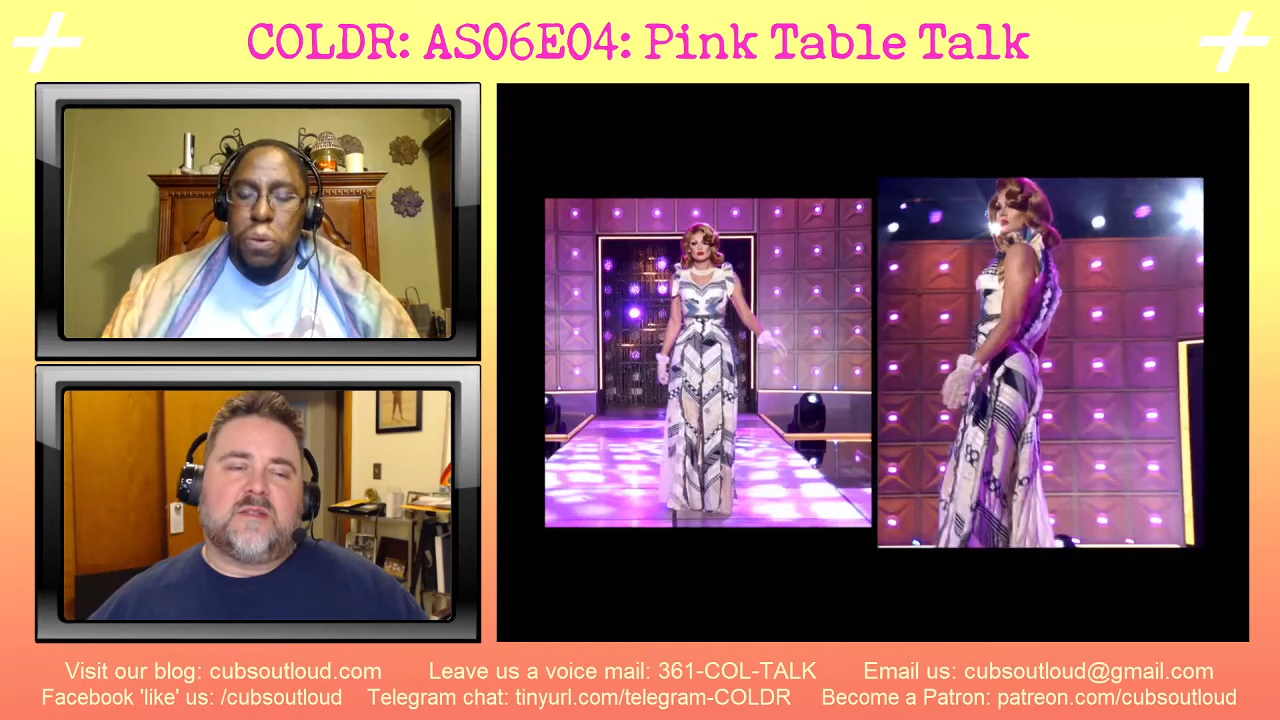 COLDR: AS06E04: Pink Table Talk
Visit our blog: cubsoutloud.com Leave us a voice mail: 361-COL-TALK Email us: cubsoutloud@gmail.com
Facebook 'like' us: /cubsoutloud Telegram chat: tinyurl.com/telegram-COLDR Become a Patron: patreon.com/cubsoutloud